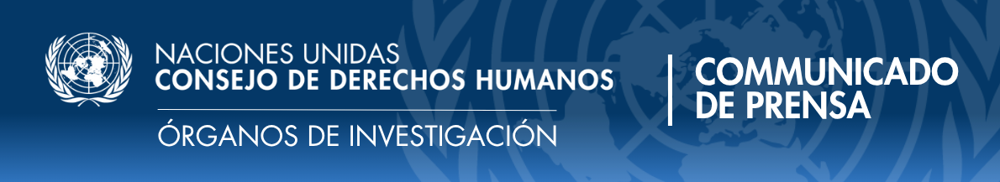 NACIONES UNIDAS
CONSEJO DE DERECHOS HUMANOS
ÓRGANOS DE INVESTIGACIÓN
COMMUNICADO
DE PRENSA